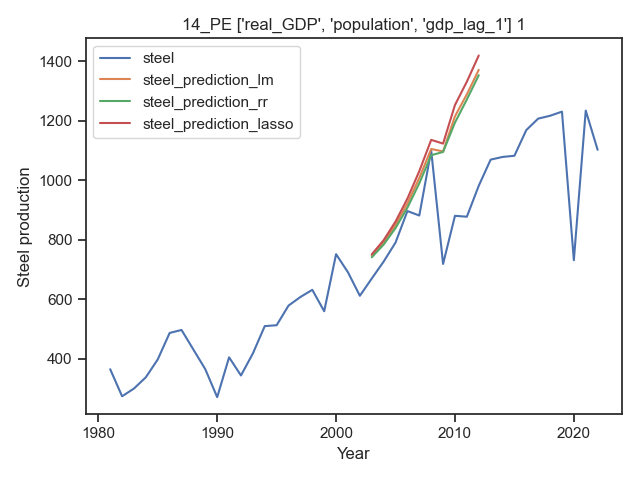 14_PE ['real_GDP', 'population', 'gdp_lag_1'] 1
steel
steel_prediction_lm
steel_prediction_rr
steel_prediction_lasso
Steel production
1400
1200
1000
800
600
400
1980
1990
2000
2010
2020
Year